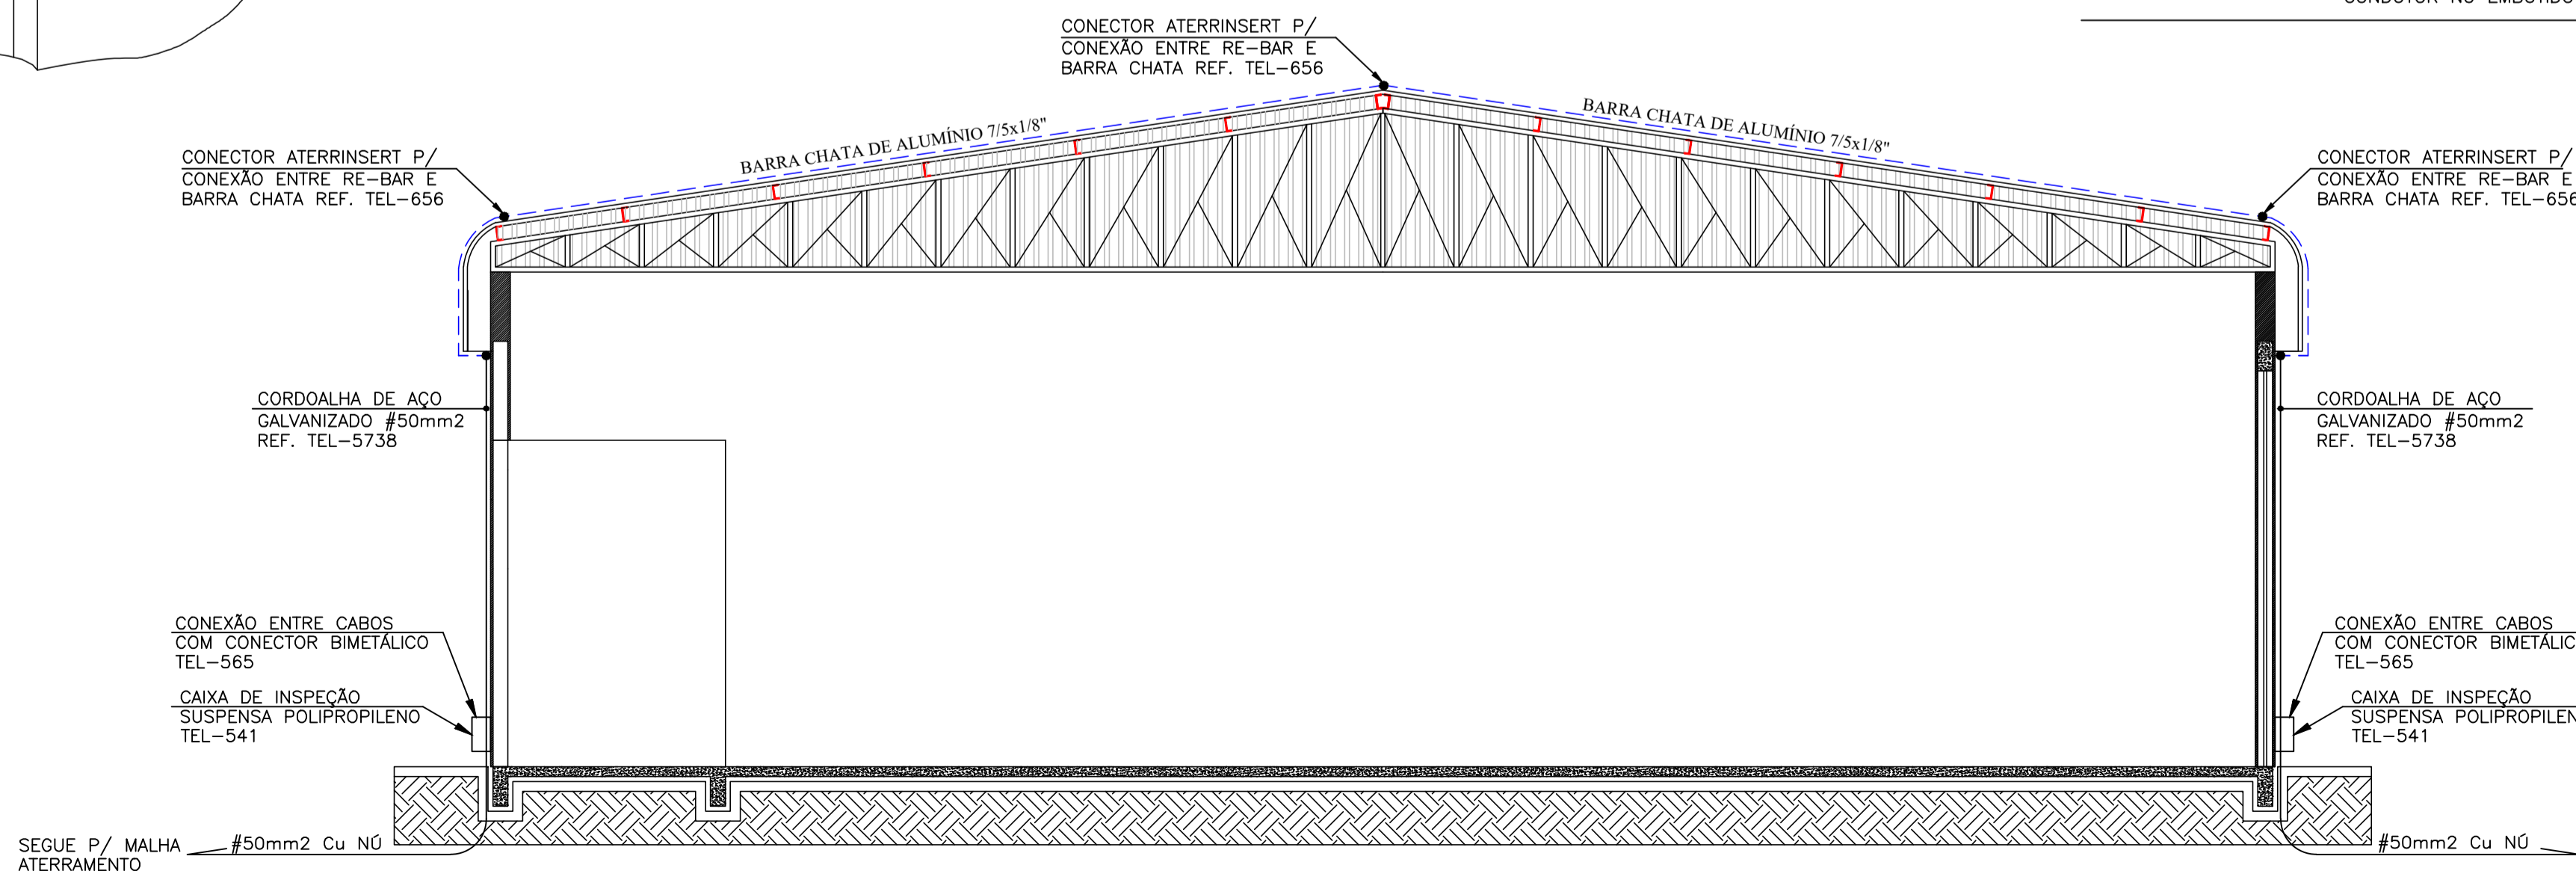 CONECTOR ATERRINSERT P/
CONEXÃO ENTRE RE-BAR E
BARRA CHATA REF. TEL-656
BARRA CHATA DE ALUMÍNIO 7/5x1/8"
BARRA CHATA DE ALUMÍNIO 7/5x1/8"
CONECTOR ATERRINSERT P/
CONEXÃO ENTRE RE-BAR E
BARRA CHATA REF. TEL-656
CONECTOR ATERRINSERT P/
CONEXÃO ENTRE RE-BAR E
BARRA CHATA REF. TEL-656
CORDOALHA DE AÇO
GALVANIZADO #50mm2
REF. TEL-5738
CORDOALHA DE AÇO
GALVANIZADO #50mm2
REF. TEL-5738
CONEXÃO ENTRE CABOS
COM CONECTOR BIMETÁLICO
TEL-565
CAIXA DE INSPEÇÃO
SUSPENSA POLIPROPILENO
TEL-541
CONEXÃO ENTRE CABOS
COM CONECTOR BIMETÁLIC
TEL-565
CAIXA DE INSPEÇÃO
SUSPENSA POLIPROPILEN
TEL-541
SEGUE P/ MALHA
ATERRAMENTO
#50mm2 Cu NÚ
#50mm2 Cu NÚ